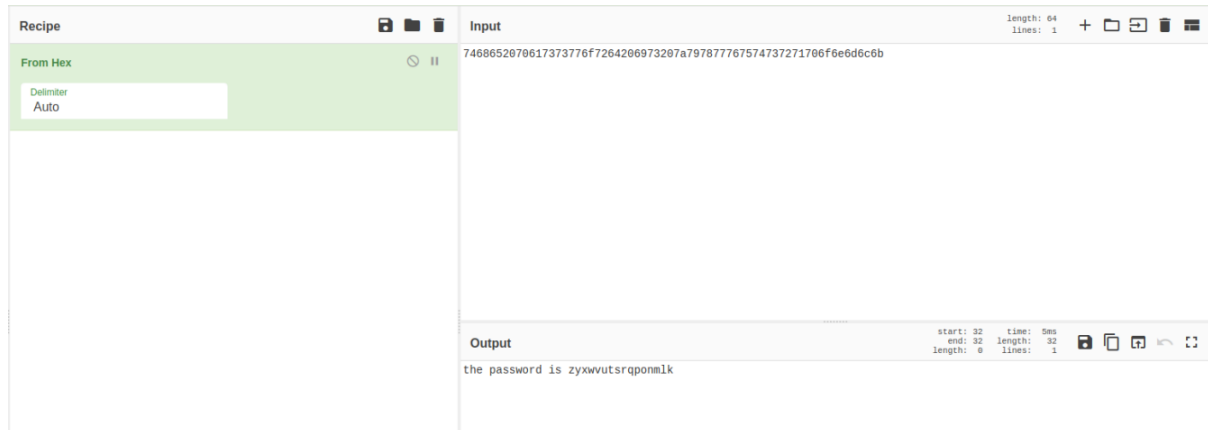 Recipe
From Hex
Delimiter
Auto
Input
length: 64
lines: 1
7468652070617373776f7264206973207a797877767574737271706f6e6d6c6b
Output
start: 32 time: 5ms
end: 32 length: 32
length: 0 lines: 1
the password is zyxwvutsrqponmlk